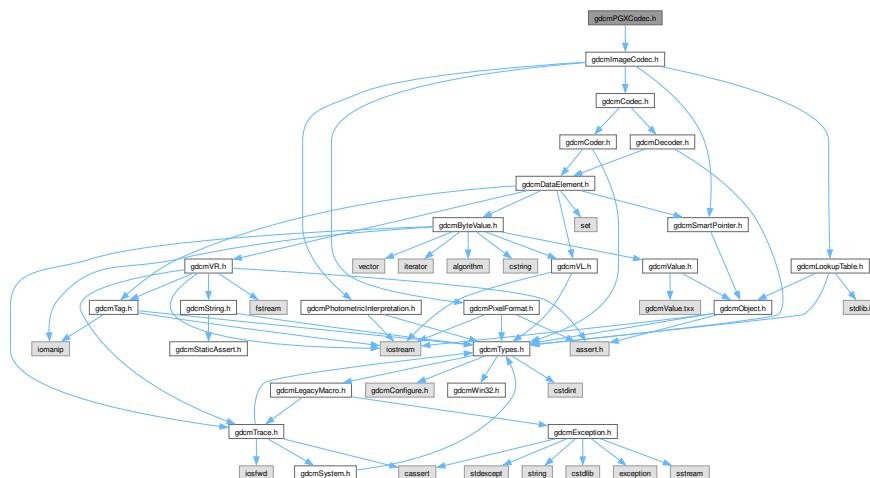 gdcmPGXCodec.h
gdcmImageCodec.h
gdcmCodec.h
gdcmCoder.h
gdcmDecoder.h
gdcmDataElement.h
gdcmByteValue.h
set
gdcmSmartPointer.h
gdcmVR.h
vector
iterator
algorithm
cstring
gdcmVL.h
gdcmValue.h
gdcmLookupTable.h
gdcmTag.h
gdcmString.h
fstream
gdcmPhotometricInterpretation.h
gdcmPixelFormat.h
gdcmValue.txx
gdcmObject.h
stdlib.h
iomanip
gdcmStaticAssert.h
iostream
gdcmTypes.h
assert.h
gdcmLegacyMacro.h
gdcmConfigure.h
gdcmWin32.h
cstdint
gdcmTrace.h
gdcmException.h
iosfwd
gdcmSystem.h
cassert
stdexcept
string
cstdlib
exception
sstream